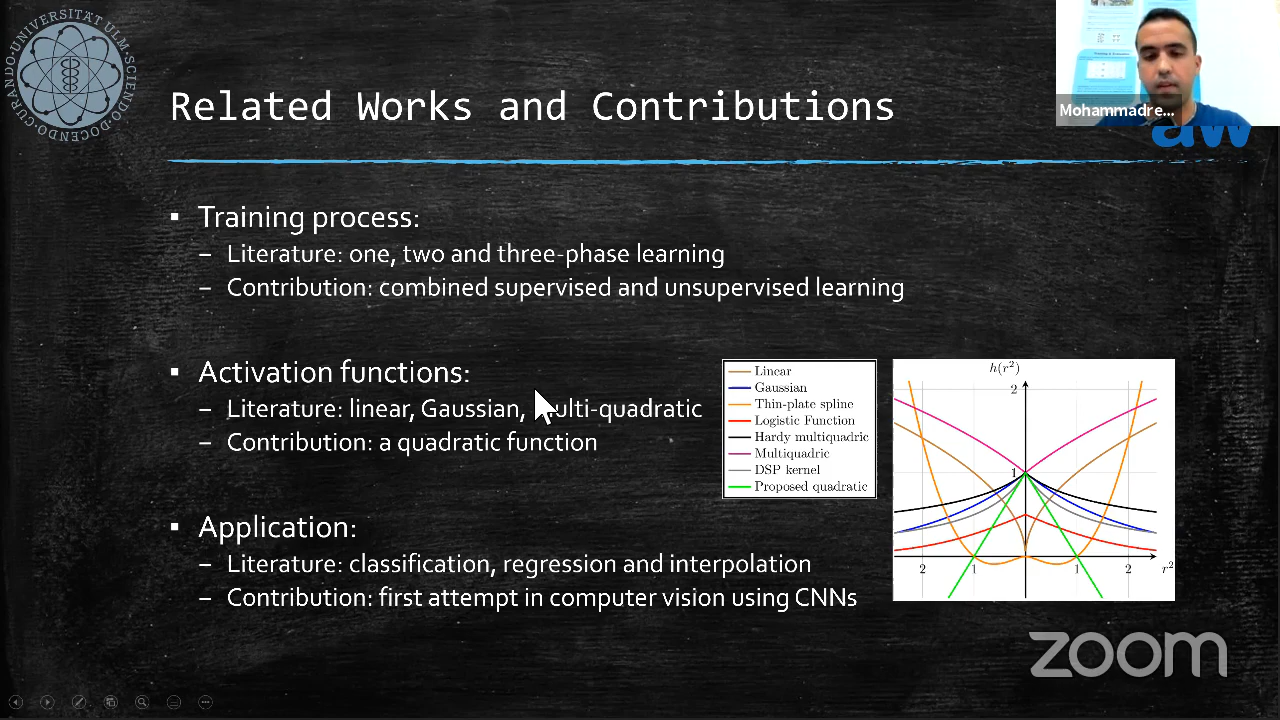 CURANDO·UNIVERSITÄT ULM·SCIENDO·DOCENDO·
Related Works and Contributions
Mohammadre...
aw
▪ Training process:
– Literature: one, two and three-phase learning
– Contribution: combined supervised and unsupervised learning
▪ Activation functions:
– Literature: linear, Gaussian, ulti-quadratic
– Contribution: a quadratic function
Linear
Gaussian
Thin-plate spline
Logistic Function
Hardy multiquadric
Multiquadric
DSP kernel
Proposed quadratic
h(r²)
2
1
2 1 1 2 r²
▪ Application:
– Literature: classification, regression and interpolation
– Contribution: first attempt in computer vision using CNNs
zoom